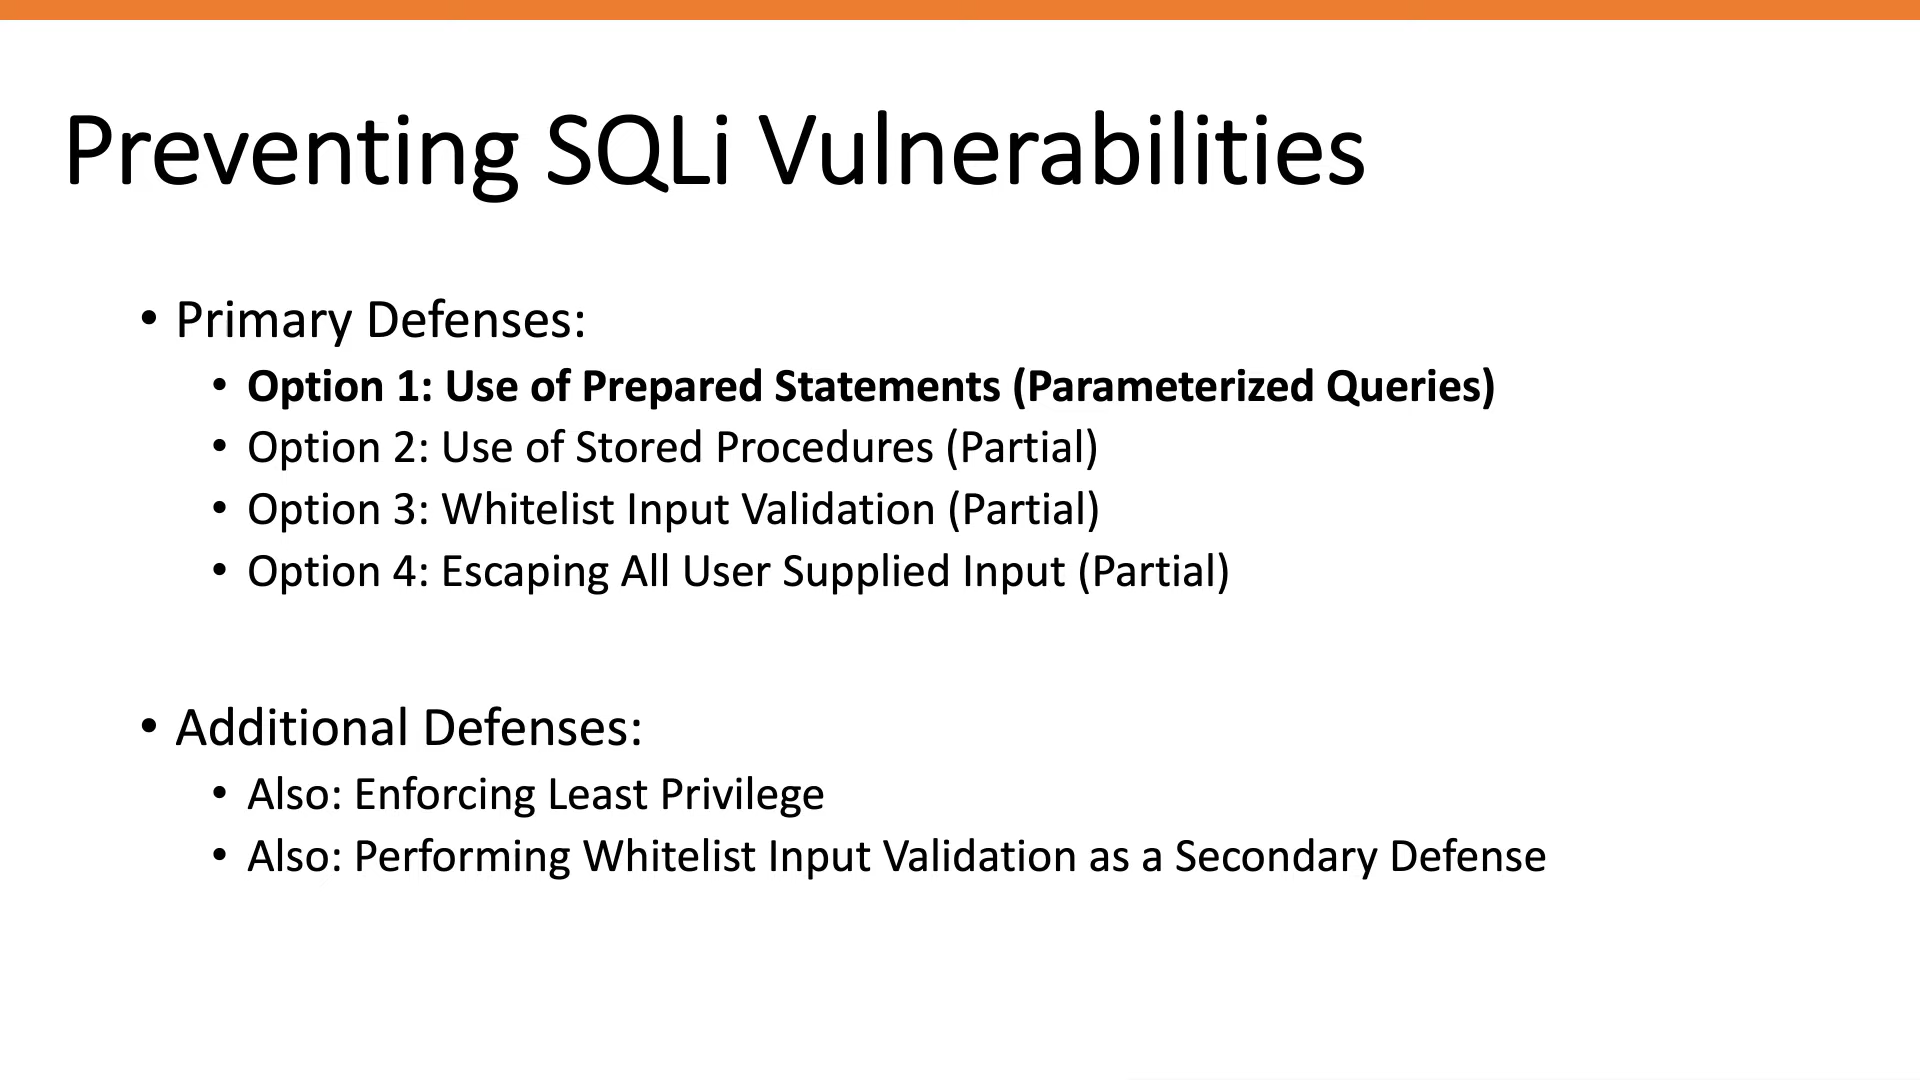 Preventing SQLi Vulnerabilities
• Primary Defenses:
• Option 1: Use of Prepared Statements (Parameterized Queries)
• Option 2: Use of Stored Procedures (Partial)
• Option 3: Whitelist Input Validation (Partial)
• Option 4: Escaping All User Supplied Input (Partial)
• Additional Defenses:
• Also: Enforcing Least Privilege
• Also: Performing Whitelist Input Validation as a Secondary Defense